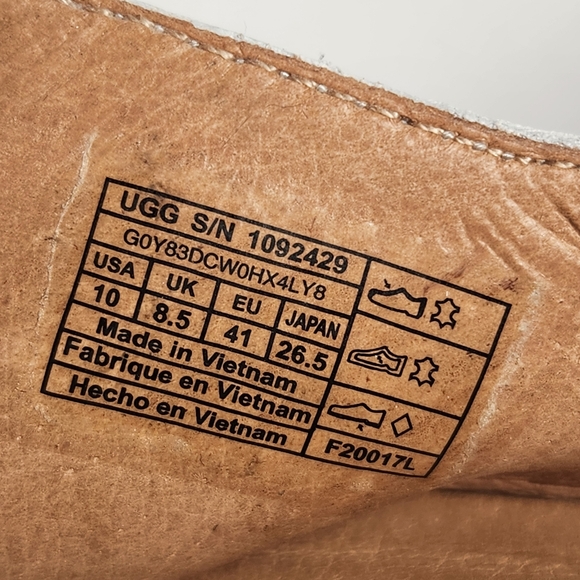 UGG S/N 1092429
G0Y83DCW0HX4LY8
USA UK EU JAPAN
10 8.5 41 26.5
Made in Vietnam
Fabrique en Vietnam
Hecho en Vietnam
F20017L